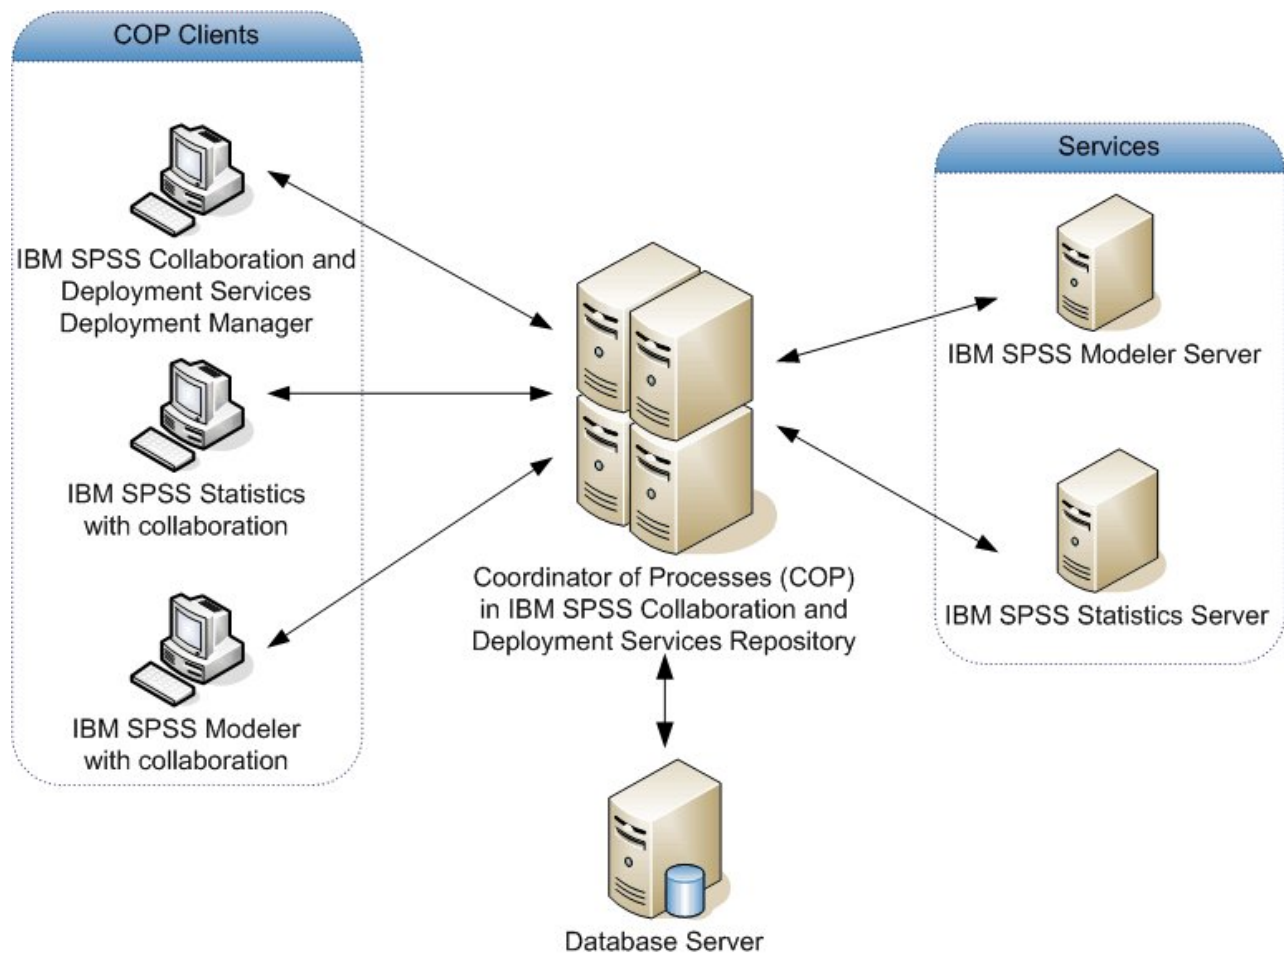 COP Clients
IBM SPSS Collaboration and
Deployment Services
Deployment Manager
IBM SPSS Statistics
with collaboration
IBM SPSS Modeler
with collaboration
Coordinator of Processes (COP)
in IBM SPSS Collaboration and
Deployment Services Repository
Database Server
Services
IBM SPSS Modeler Server
IBM SPSS Statistics Server